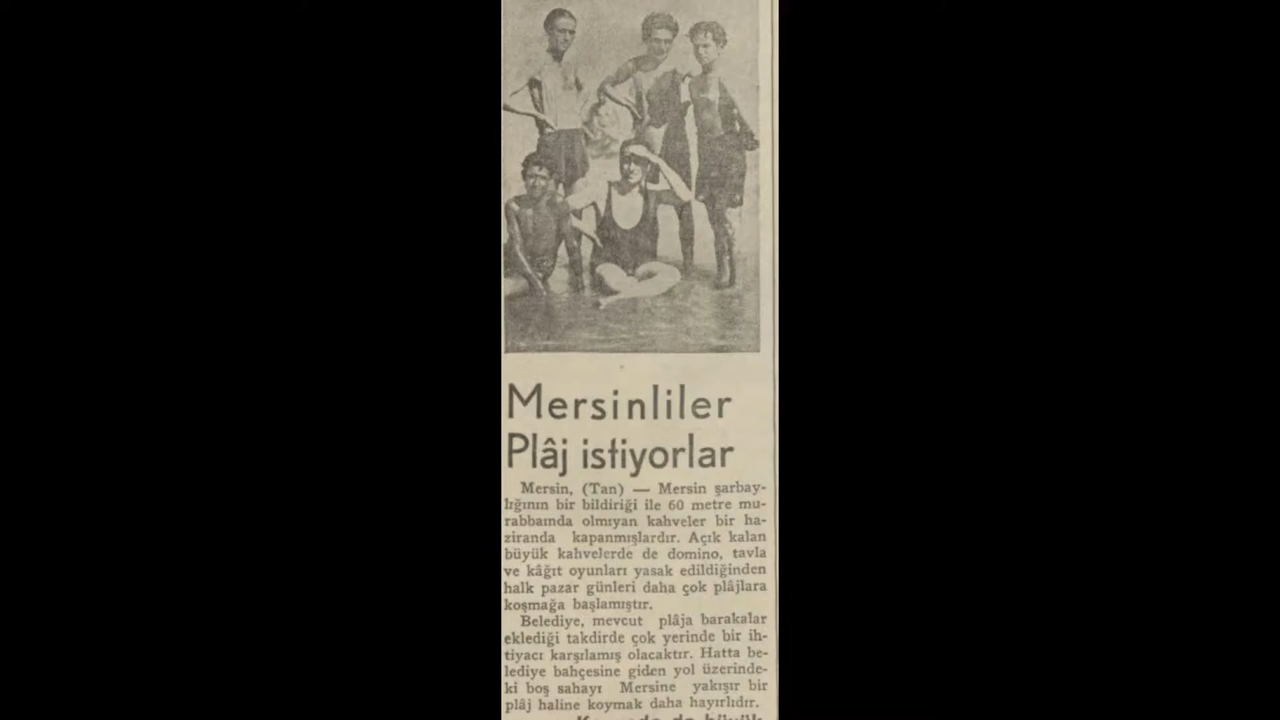 Mersinliler
Plâj istiyorlar
Mersin, (Tan) — Mersin şarbay-
lığının bir bildiriği ile 60 metre mu-
rabbaında olmıyan kahveler bir ha-
ziranda kapanmışlardır. Açık kalan
büyük kahvelerde de domino, tavla
ve kâğıt oyunları yasak edildiğinden
halk pazar günleri daha çok plâjlara
koşmağa başlamıştır.
Belediye, mevcut plâja barakalar
eklediği takdirde çok yerinde bir ih-
tiyacı karşılamış olacaktır. Hatta be-
lediye bahçesine giden yol üzerinde-
ki boş sahayı Mersine yakışır bir
plâj haline koymak daha hayırlıdır.